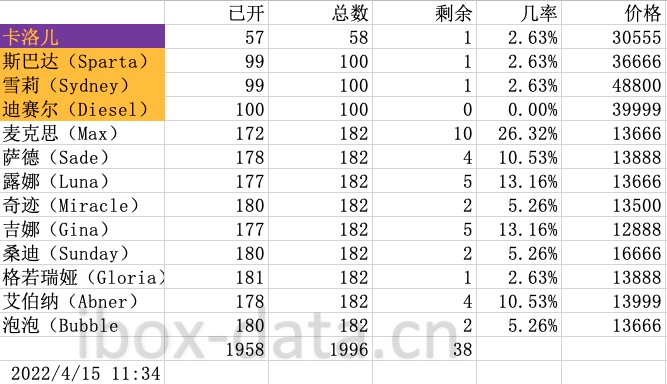 已开 总数 剩余 几率 价格
卡洛儿 57 58 1 2.63% 30555
斯巴达（Sparta） 99 100 1 2.63% 36666
雪莉（Sydney） 99 100 1 2.63% 48800
迪赛尔（Diesel） 100 100 0 0.00% 39999
麦克思（Max） 172 182 10 26.32% 13666
萨德（Sade） 178 182 4 10.53% 13888
露娜（Luna） 177 182 5 13.16% 13666
奇迹（Miracle） 180 182 2 5.26% 13500
吉娜（Gina） 177 182 5 13.16% 12888
桑迪（Sunday） 180 182 2 5.26% 16666
格若瑞娅（Gloria） 181 182 1 2.63% 13888
艾伯纳（Abner） 178 182 4 10.53% 13999
泡泡（Bubble 180 182 2 5.26% 13666
ibox-data.cn
1958 1996 38
2022/4/15 11:34